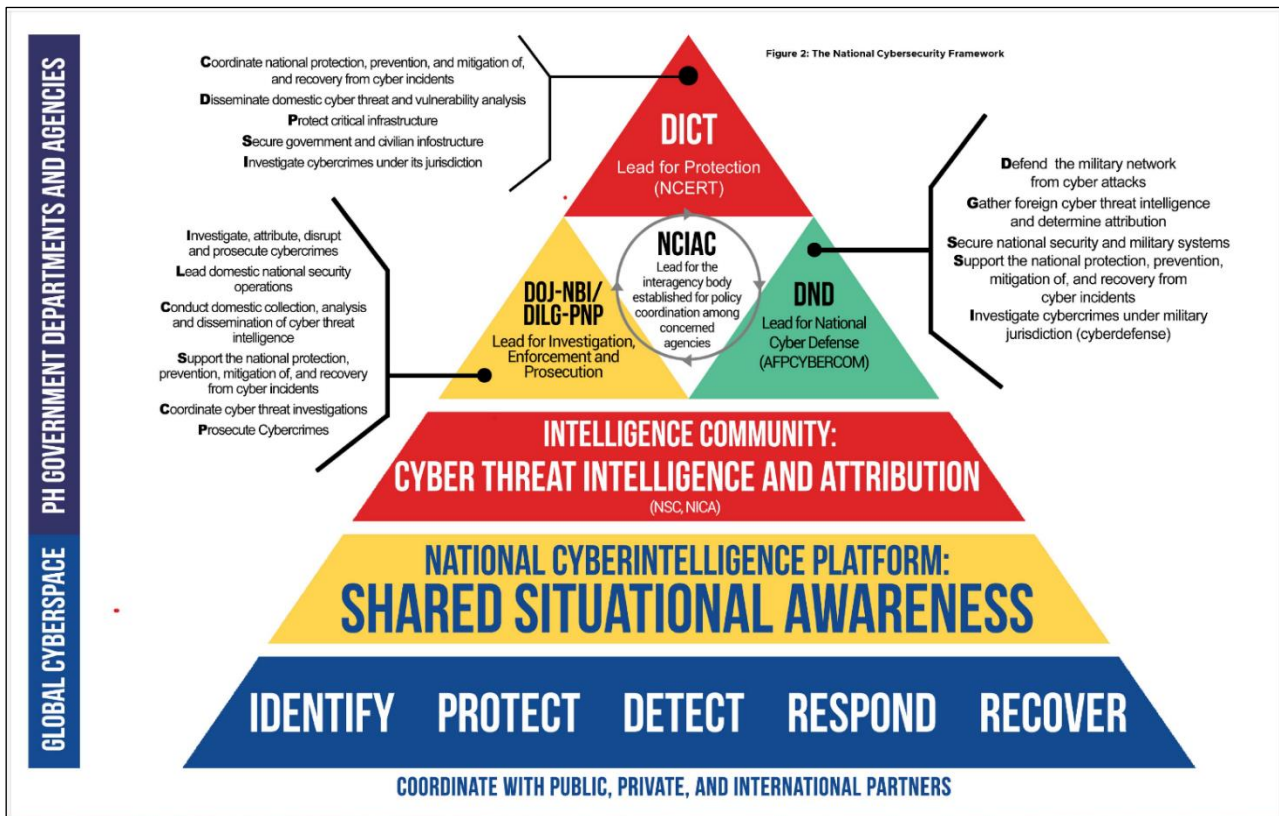 Figure 2: The National Cybersecurity Framework
PH GOVERNMENT DEPARTMENTS AND AGENCIES
GLOBAL CYBERSPACE
Coordinate national protection, prevention, and mitigation of,
and recovery from cyber incidents
Disseminate domestic cyber threat and vulnerability analysis
Protect critical infrastructure
Secure government and civilian infostructure
Investigate cybercrimes under its jurisdiction
DICT
Lead for Protection
(NCERT)
Investigate, attribute, disrupt
and prosecute cybercrimes
Lead domestic national security
operations
Conduct domestic collection, analysis
and dissemination of cyber threat
intelligence
Support the national protection,
prevention, mitigation of, and recovery
from cyber incidents
Coordinate cyber threat investigations
Prosecute Cybercrimes
DOJ-NBI/
DILG-PNP
Lead for Investigation,
Enforcement and
Prosecution
NCIAC
Lead for the
interagency body
established for policy
coordination among
concerned
agencies
DND
Lead for National
Cyber Defense
(AFPCYBERCOM)
Defend the military network
from cyber attacks
Gather foreign cyber threat intelligence
and determine attribution
Secure national security and military systems
Support the national protection, prevention,
mitigation of, and recovery from
cyber incidents
Investigate cybercrimes under military
jurisdiction (cyberdefense)
INTELLIGENCE COMMUNITY:
CYBER THREAT INTELLIGENCE AND ATTRIBUTION
(NSC, NICA)
NATIONAL CYBERINTELLIGENCE PLATFORM:
SHARED SITUATIONAL AWARENESS
IDENTIFY PROTECT DETECT RESPOND RECOVER
COORDINATE WITH PUBLIC, PRIVATE, AND INTERNATIONAL PARTNERS